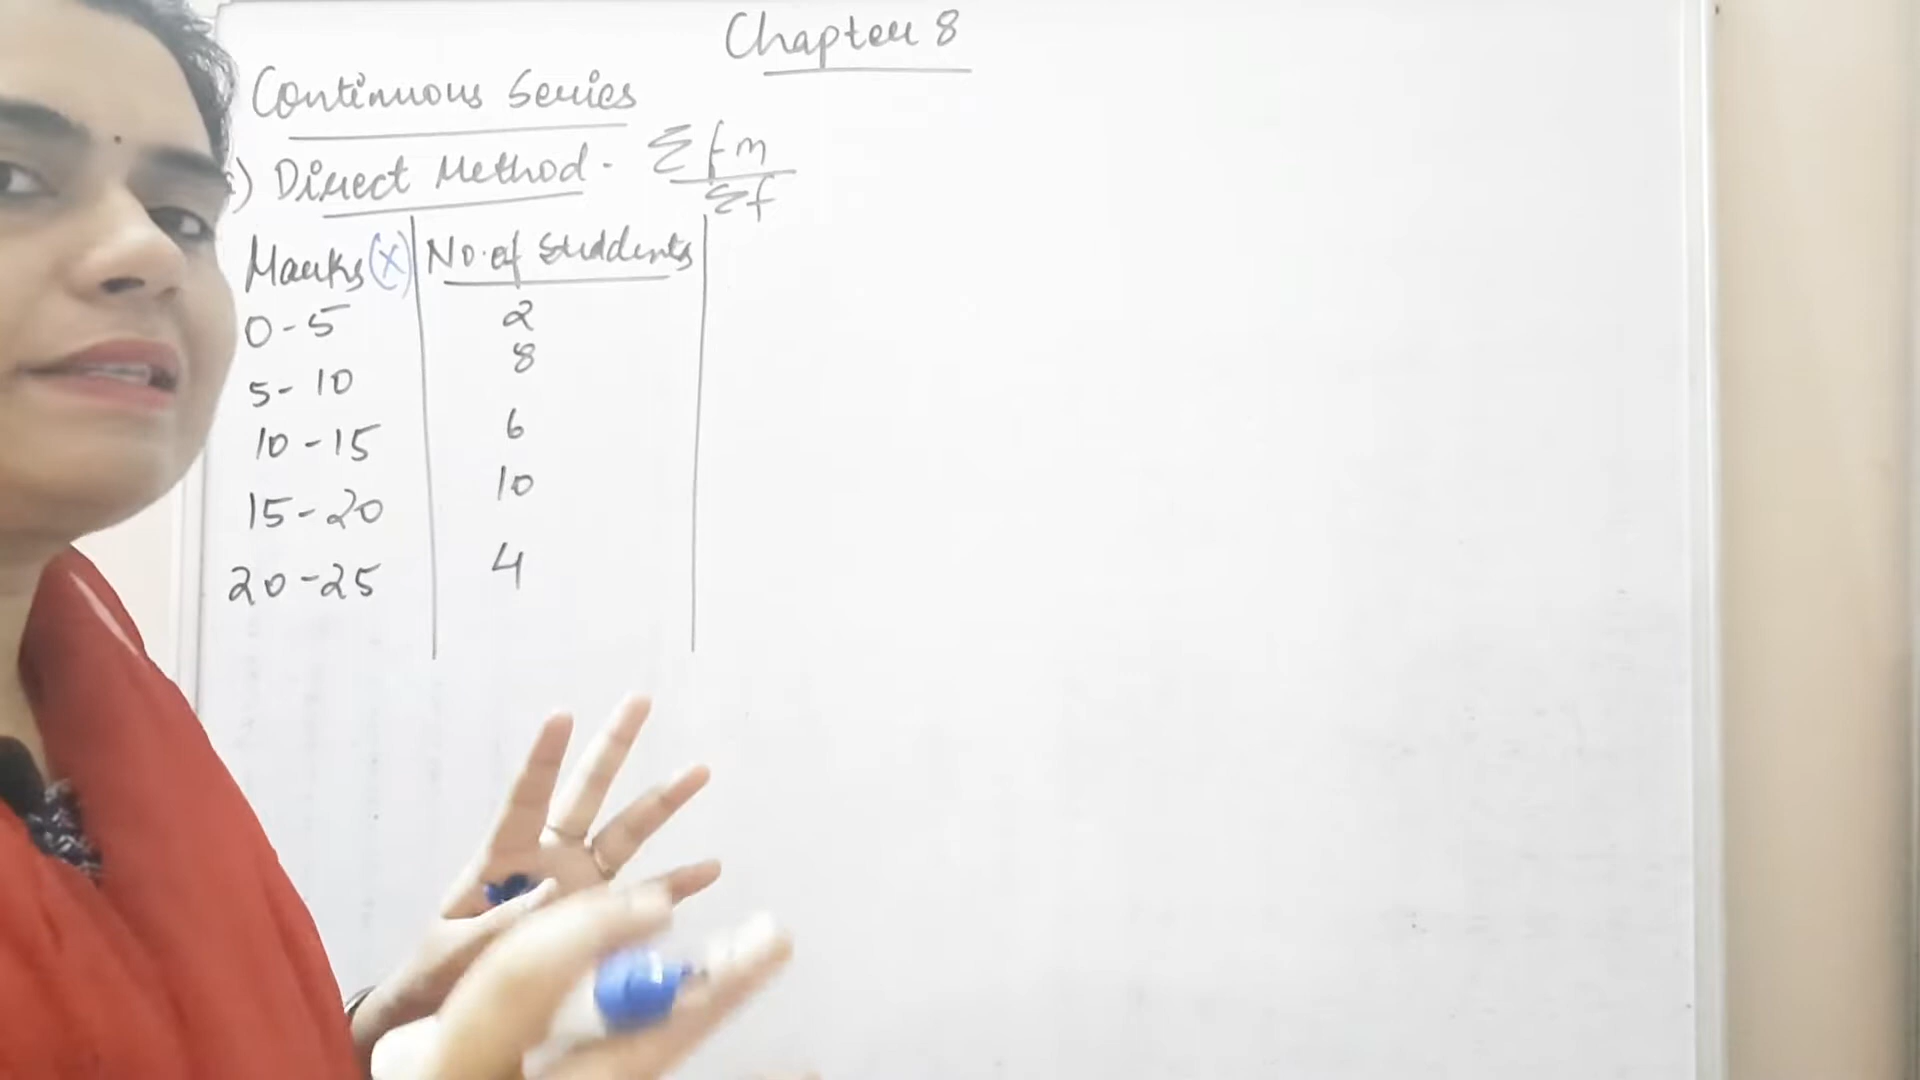 Chapter 8
Continuous Series
) Direct Method - Σfm / Σf
Marks (X) No. of Studdents
0-5 2
5-10 8
10-15 6
15-20 10
20-25 4